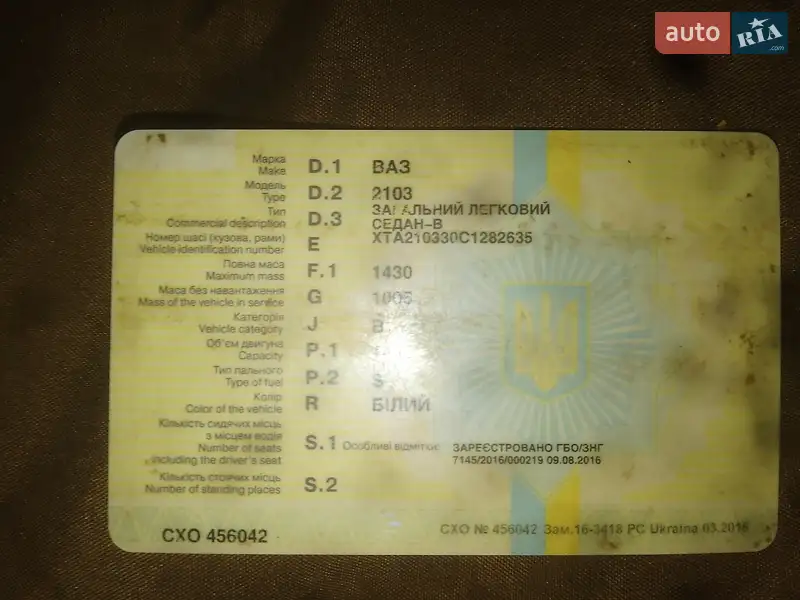 auto RIA .com
Марка D.1 ВАЗ
Make
Модель D.2 2103
Type
Тип D.3 ЗАГАЛЬНИЙ ЛЕГКОВИЙ
Commercial description СЕДАН-В
Номер шасі (кузова, рами) E XTA210330C1282635
Vehicle identification number
Повна маса F.1 1430
Maximum mass
Маса без навантаження G 1005
Mass of the vehicle in service
Категорія J B
Vehicle category
Об'єм двигуна P.1
Capacity
Тип пального P.2
Type of fuel
Колір R БІЛИЙ
Color of the vehicle
Кількість сидячих місць
з місцем водія S.1 Особливі відмітки ЗАРЕЄСТРОВАНО ГБО/ЗНГ
Number of seats 7145/2016/000219 09.08.2016
including the driver's seat
Кількість стоячих місць S.2
Number of standing places
СХО 456042 СХО № 456042 Зам.16-3418 РС Ukraina 03.2016